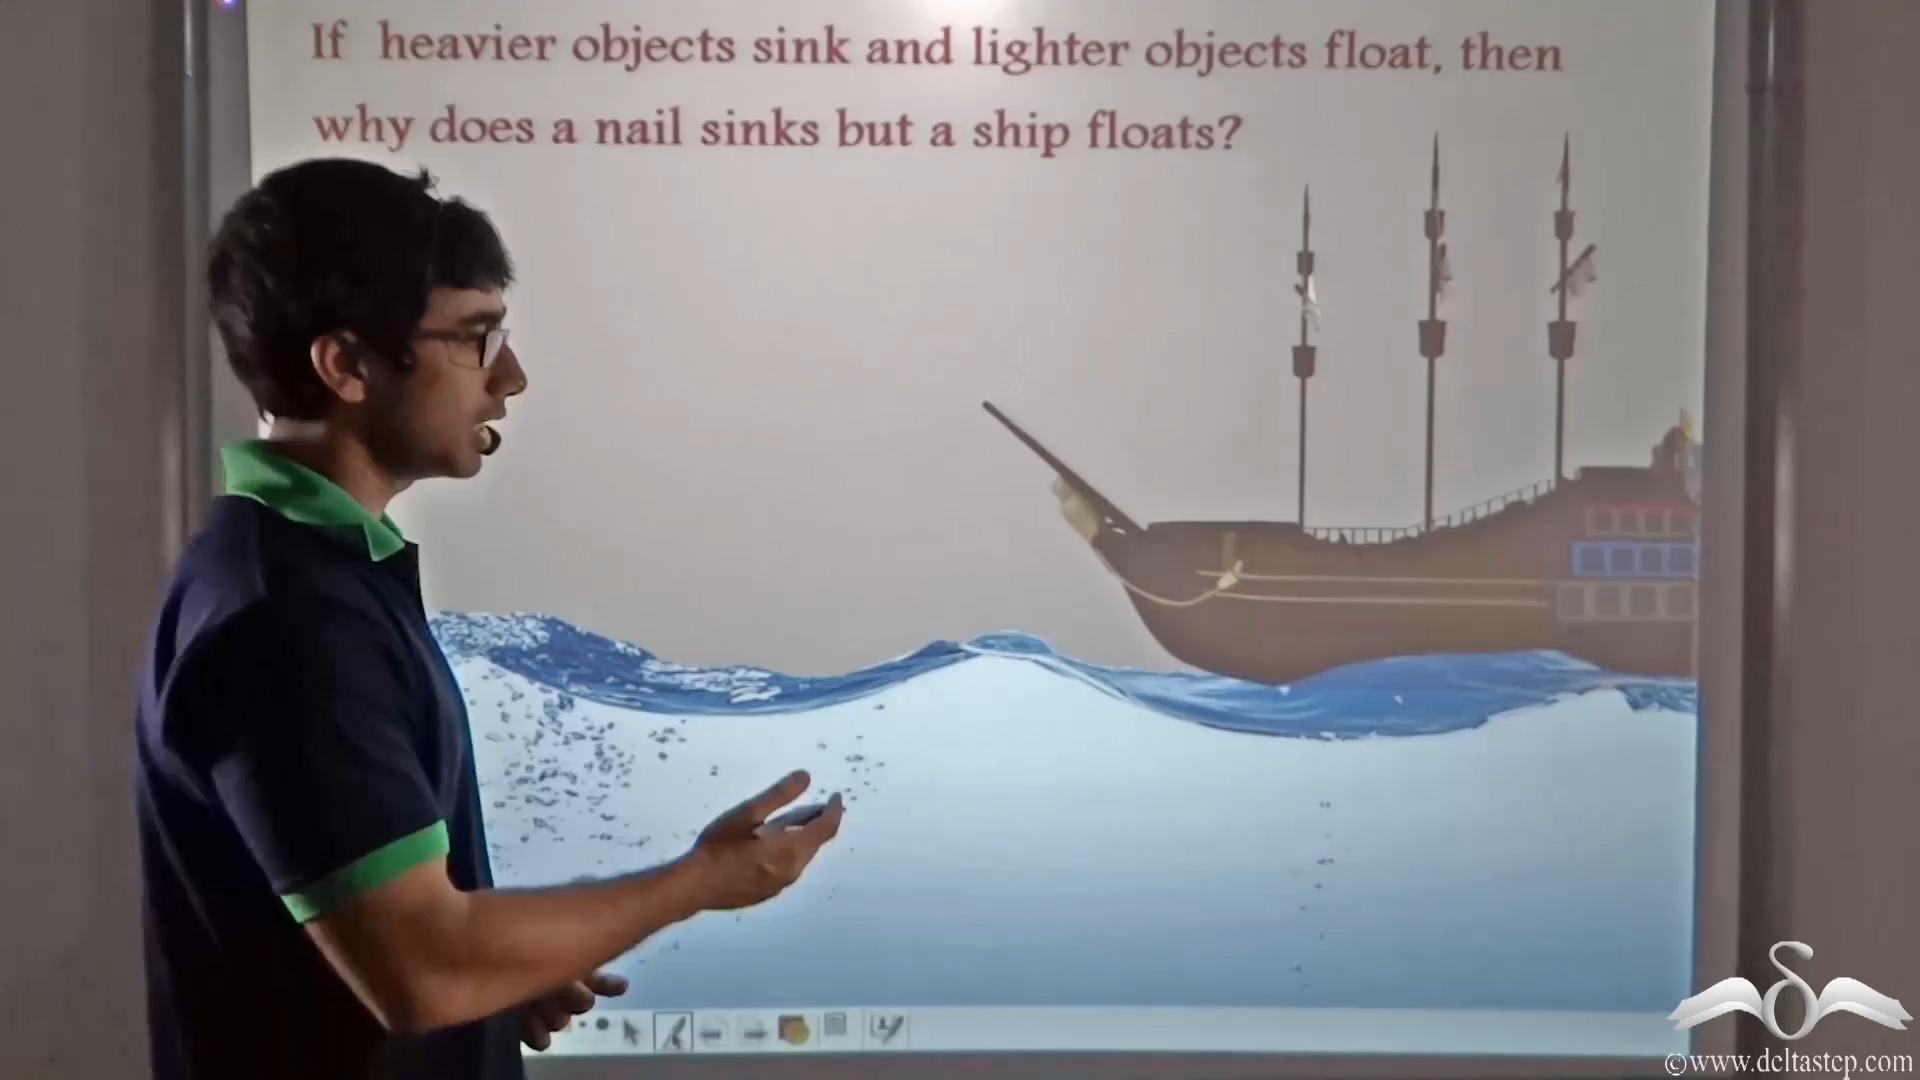 If heavier objects sink and lighter objects float, then
why does a nail sinks but a ship floats?
©www.deltastep.com